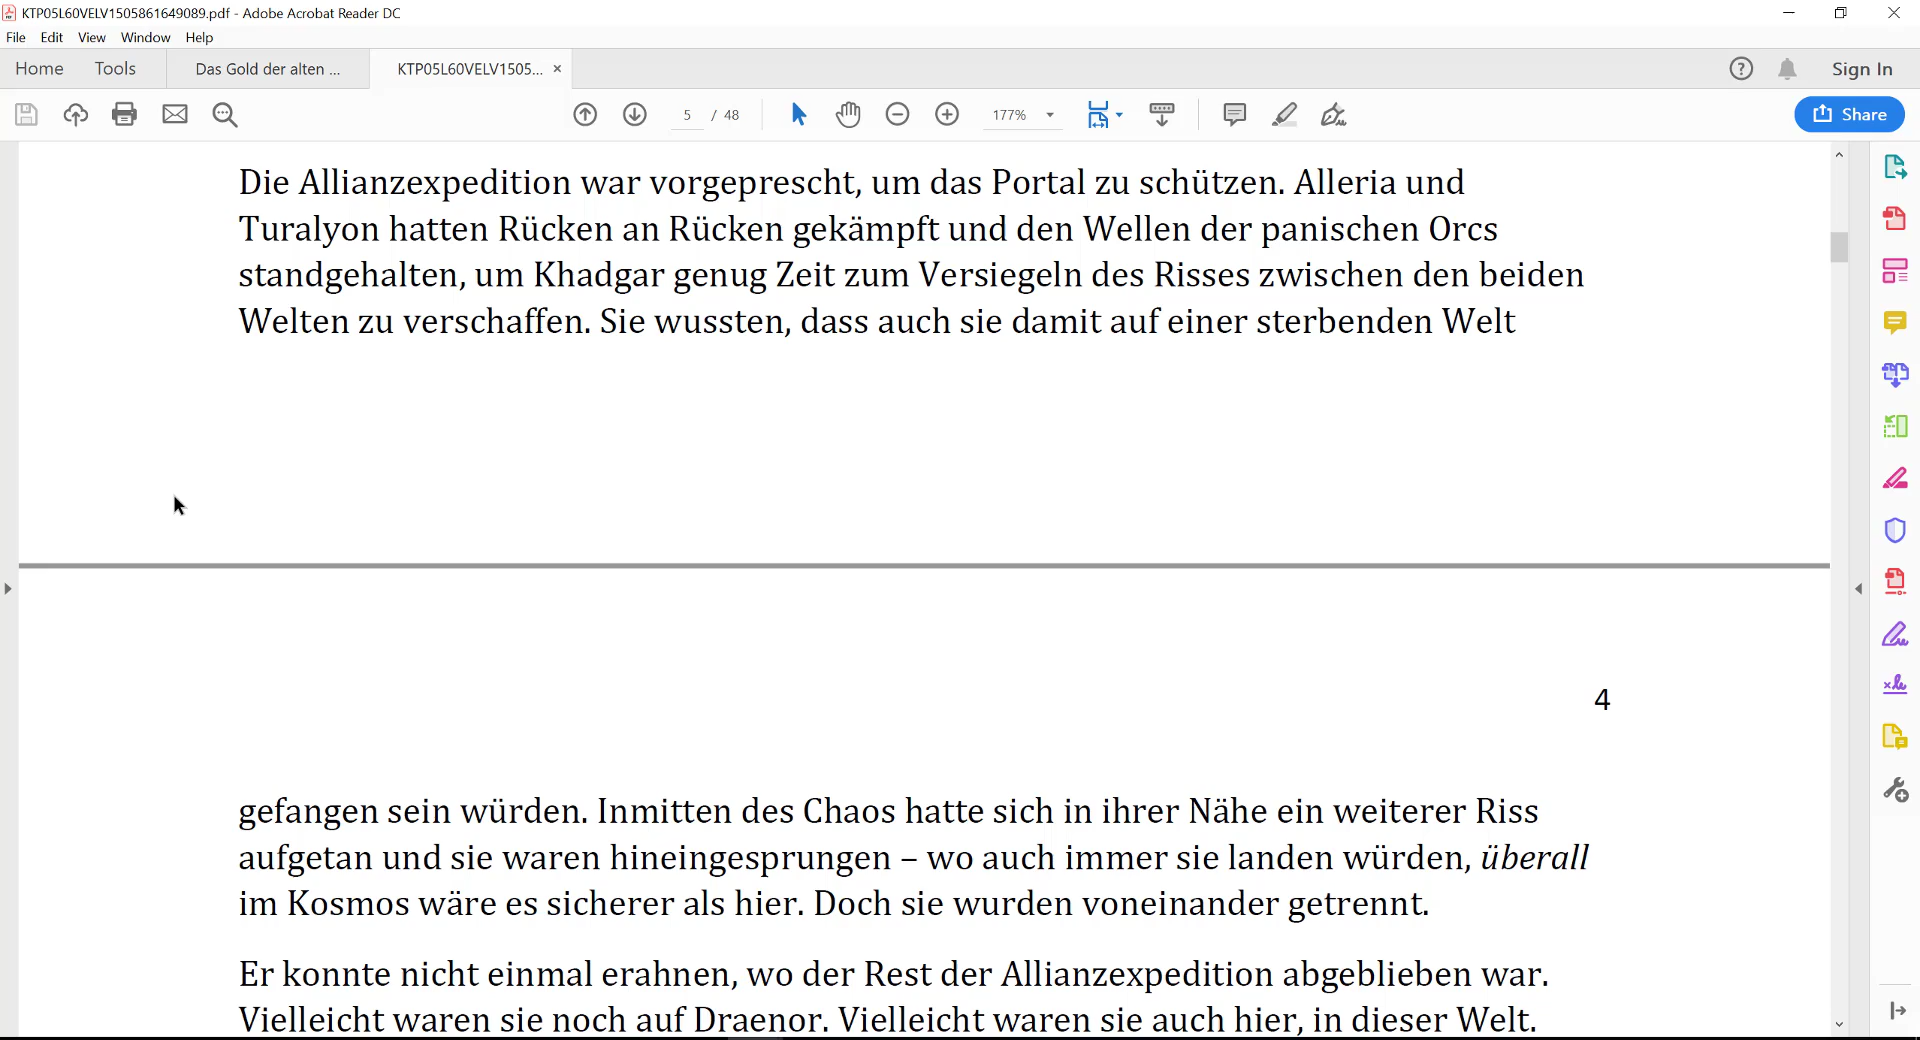 KTP05L60VELV1505861649089.pdf - Adobe Acrobat Reader DC
File Edit View Window Help
Home Tools Das Gold der alten ... KTP05L60VELV1505... × Sign In
5 / 48 177% Share
Die Allianzexpedition war vorgeprescht, um das Portal zu schützen. Alleria und
Turalyon hatten Rücken an Rücken gekämpft und den Wellen der panischen Orcs
standgehalten, um Khadgar genug Zeit zum Versiegeln des Risses zwischen den beiden
Welten zu verschaffen. Sie wussten, dass auch sie damit auf einer sterbenden Welt
4
gefangen sein würden. Inmitten des Chaos hatte sich in ihrer Nähe ein weiterer Riss
aufgetan und sie waren hineingesprungen – wo auch immer sie landen würden, überall
im Kosmos wäre es sicherer als hier. Doch sie wurden voneinander getrennt.
Er konnte nicht einmal erahnen, wo der Rest der Allianzexpedition abgeblieben war.
Vielleicht waren sie noch auf Draenor. Vielleicht waren sie auch hier, in dieser Welt.